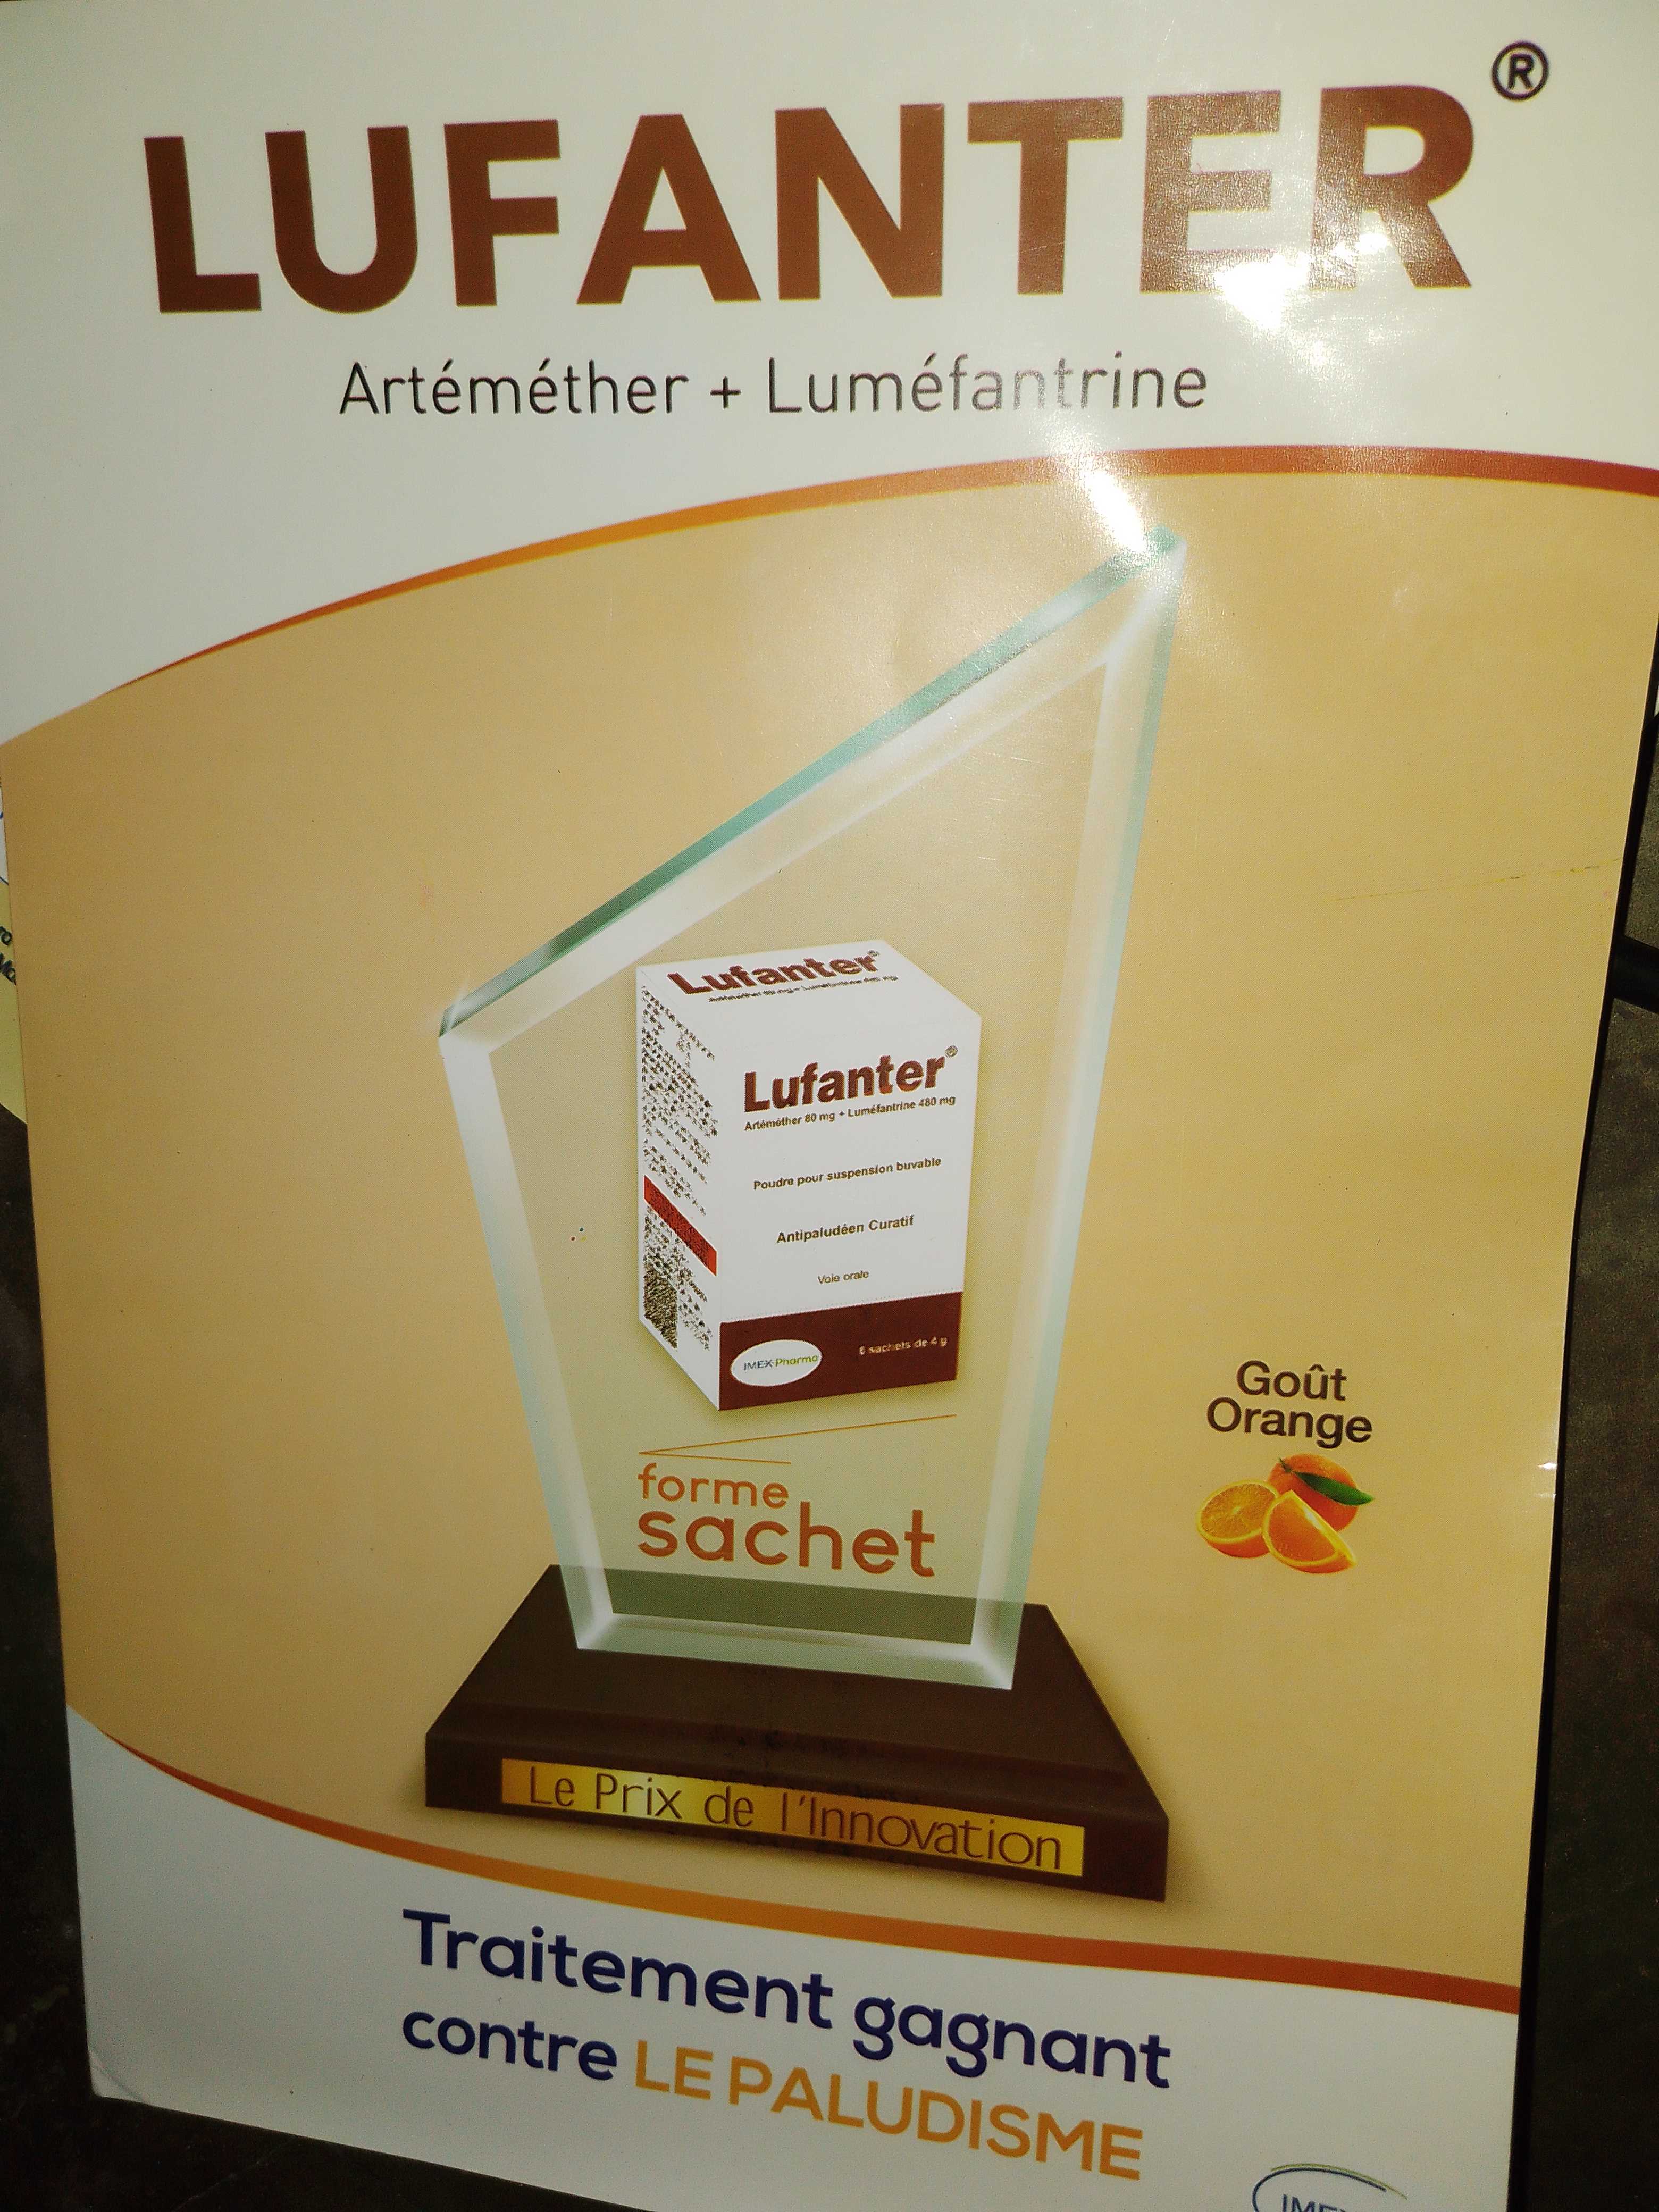 LUFANTER®
Artéméther + Luméfantrine
Lufanter®
Lufanter®
Artéméther 80 mg + Luméfantrine 480 mg
Poudre pour suspension buvable
Antipaludéen Curatif
Voie orale
IMEX-Pharma
6 sachets de 4 g
forme
sachet
Goût
Orange
Le Prix de l'Innovation
Traitement gagnant
contre LE PALUDISME